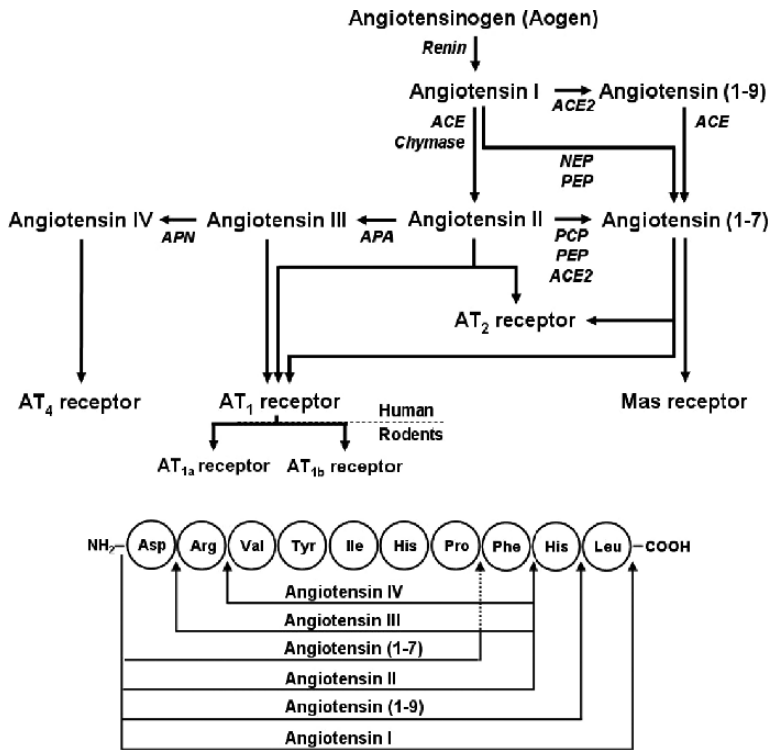 Angiotensinogen (Aogen)
Renin
Angiotensin I
ACE2
Angiotensin (1-9)
ACE
Chymase
ACE
NEP
PEP
Angiotensin IV
APN
Angiotensin III
APA
Angiotensin II
PCP
PEP
ACE2
Angiotensin (1-7)
AT2 receptor
AT4 receptor
AT1 receptor
Human
Rodents
Mas receptor
AT1a receptor
AT1b receptor
NH2 Asp Arg Val Tyr Ile His Pro Phe His Leu COOH
Angiotensin IV
Angiotensin III
Angiotensin (1-7)
Angiotensin II
Angiotensin (1-9)
Angiotensin I